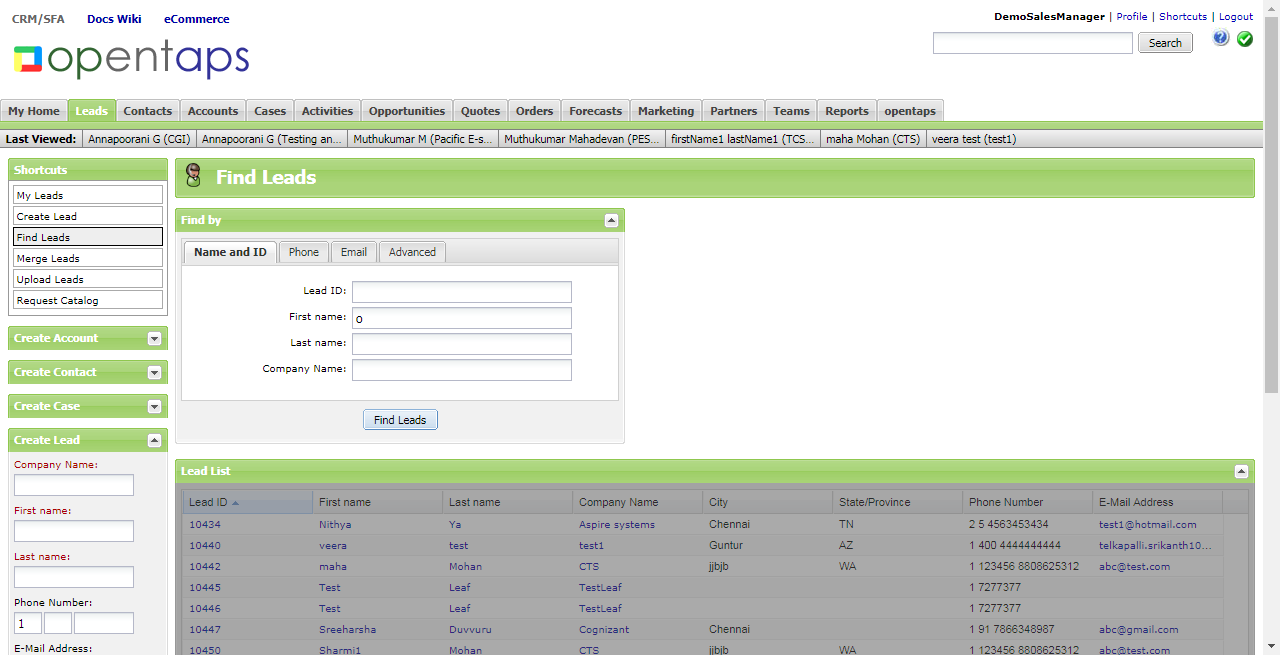 CRM/SFA Docs Wiki eCommerce
DemoSalesManager | Profile | Shortcuts | Logout
opentaps
Search
?
My Home Leads Contacts Accounts Cases Activities Opportunities Quotes Orders Forecasts Marketing Partners Teams Reports opentaps
Last Viewed: Annapoorani G (CGI) Annapoorani G (Testing an... Muthukumar M (Pacific E-s... Muthukumar Mahadevan (PES... firstName1 lastName1 (TCS... maha Mohan (CTS) veera test (test1)
Shortcuts
My Leads
Create Lead
Find Leads
Merge Leads
Upload Leads
Request Catalog
Create Account
Create Contact
Create Case
Create Lead
Company Name:
First name:
Last name:
Phone Number:
1
E-Mail Address:
Find Leads
Find by
Name and ID Phone Email Advanced
Lead ID:
First name: o
Last name:
Company Name:
Find Leads
Lead List
Lead ID First name Last name Company Name City State/Province Phone Number E-Mail Address
10434 Nithya Ya Aspire systems Chennai TN 2 5 4563453434 test1@hotmail.com
10440 veera test test1 Guntur AZ 1 400 4444444444 telkapalli.srikanth10...
10442 maha Mohan CTS jjbjb WA 1 123456 8808625312 abc@test.com
10445 Test Leaf TestLeaf 1 7277377
10446 Test Leaf TestLeaf 1 7277377
10447 Sreeharsha Duvvuru Cognizant Chennai 1 91 7866348987 abc@gmail.com
10450 Sharmi1 Mohan CTS jjbjb WA 1 123456 8808625312 abc@test.com